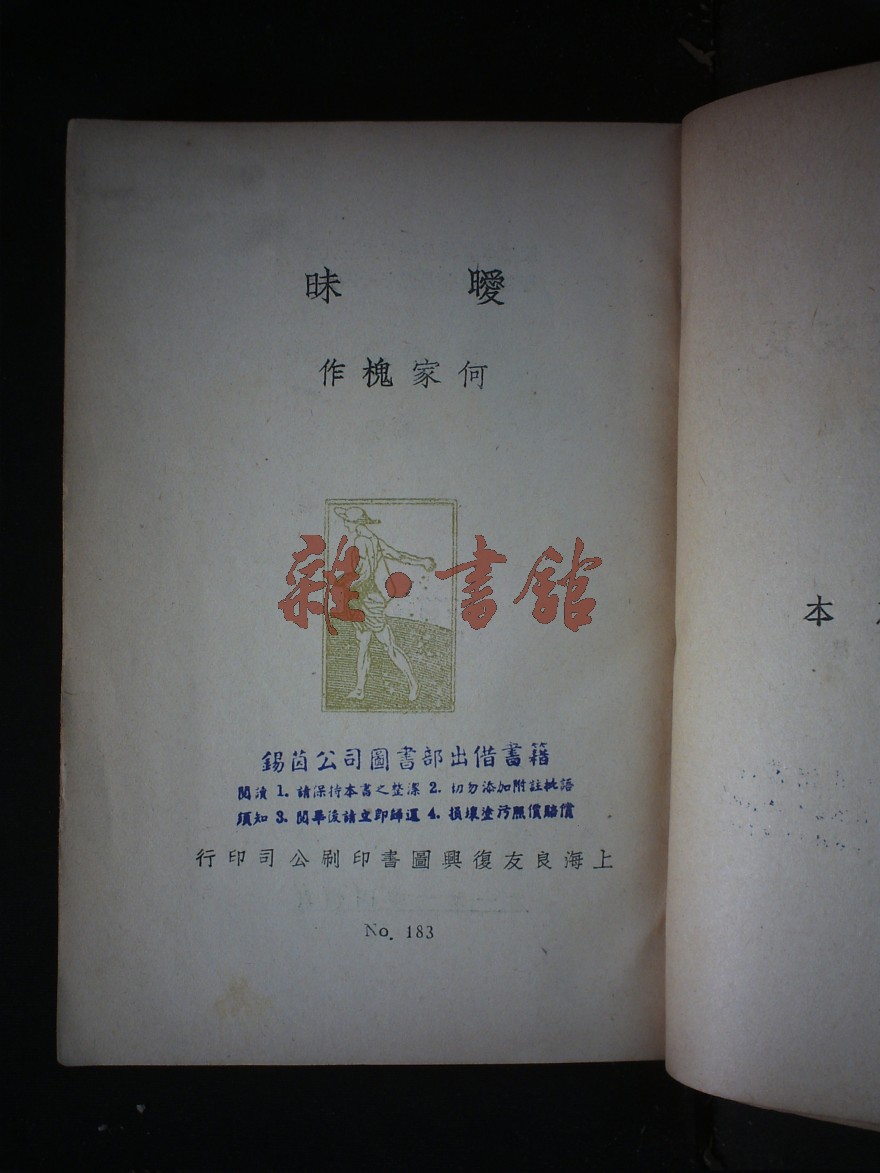 曖昧
何家槐作
雜·書館
錫茵公司圖書部出借書籍
閱讀 1. 請保持本書之整潔 2. 切勿添加附註批語
須知 3. 閱畢後請立即歸還 4. 損壞塗污照價賠償
上海良友復興圖書印刷公司印行
No. 183
本